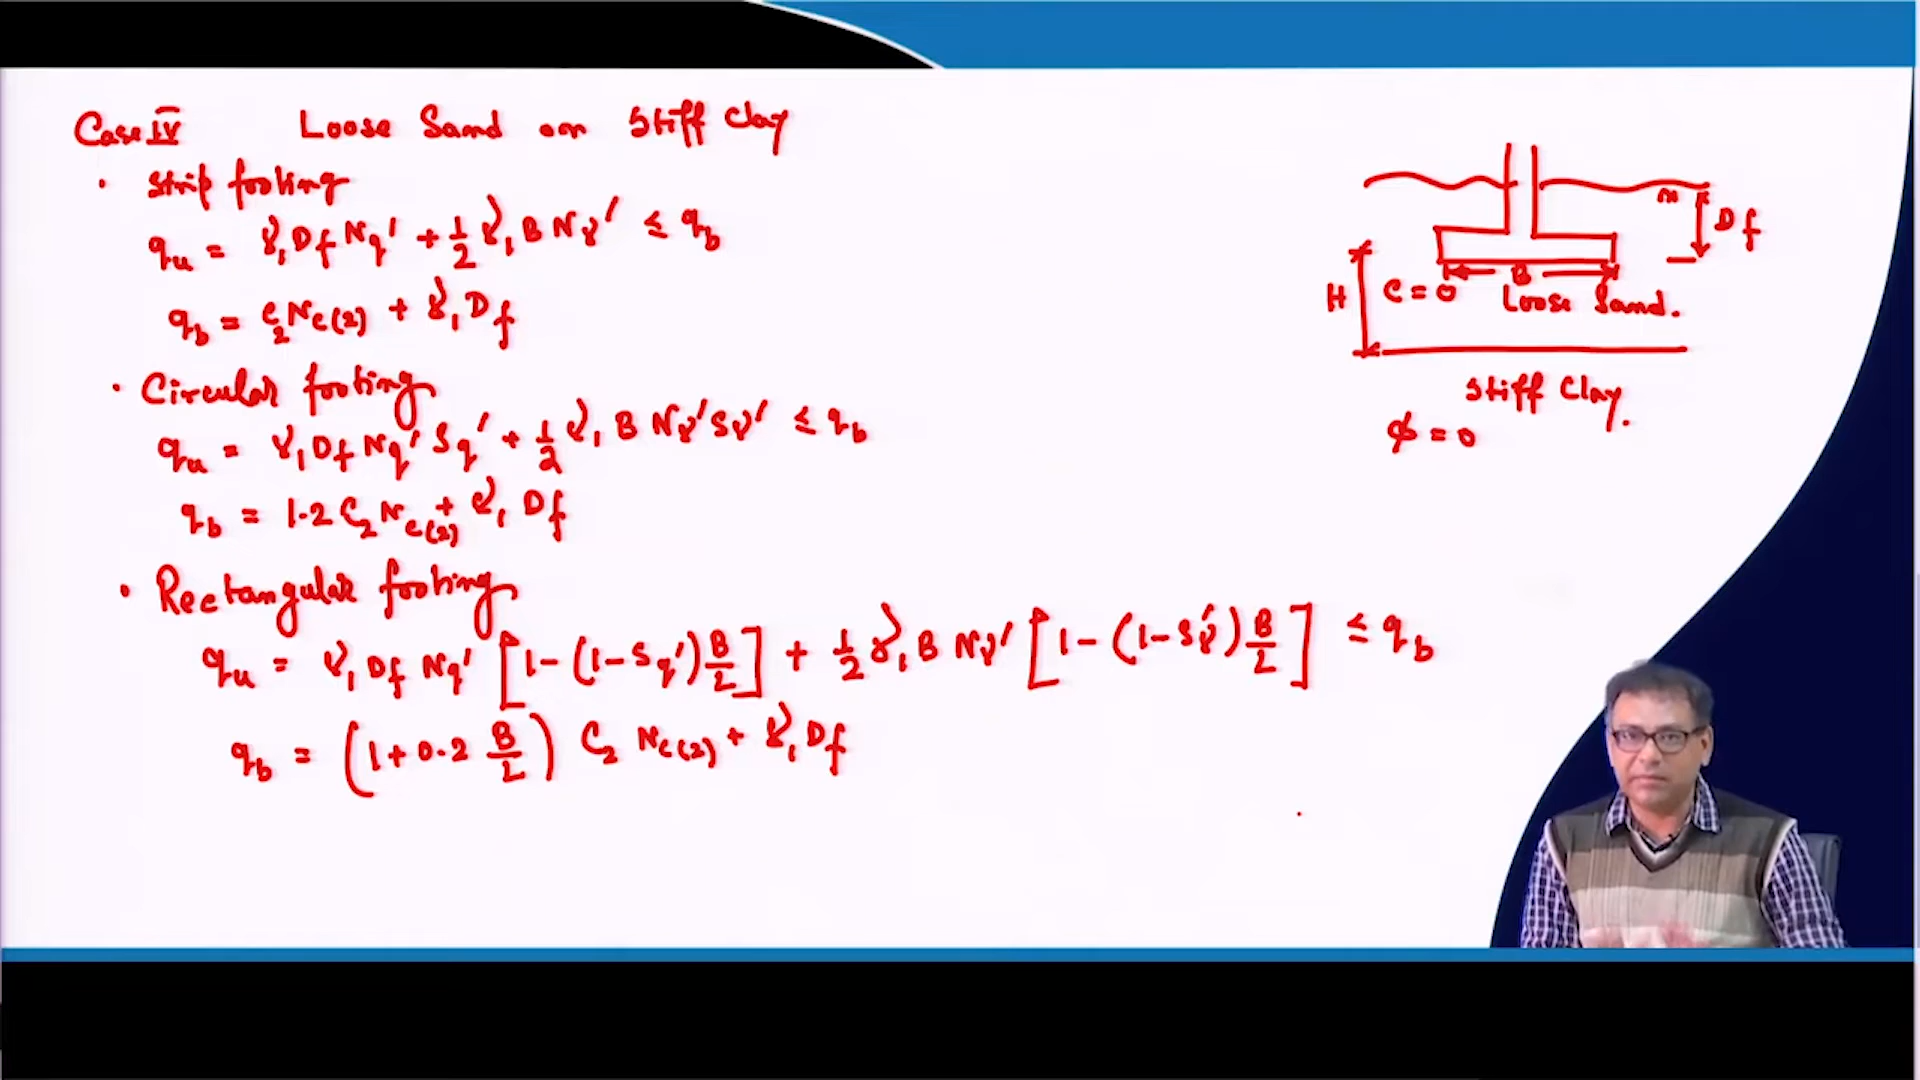 Case IV Loose Sand on Stiff Clay
• Strip footing
qu = γ1 Df Nq' + 1/2 γ1 B Nγ' ≤ qb
qb = C2 Nc(2) + γ1 Df
• Circular footing
qu = γ1 Df Nq' Sq' + 1/2 γ1 B Nγ' Sγ' ≤ qb
qb = 1.2 C2 Nc(2) + γ1 Df
• Rectangular footing
qu = γ1 Df Nq' [1 - (1 - Sq') B/L] + 1/2 γ1 B Nγ' [1 - (1 - Sγ') B/L] ≤ qb
qb = (1 + 0.2 B/L) C2 Nc(2) + γ1 Df
Df
B
H C = 0 Loose Sand.
Stiff Clay.
φ = 0